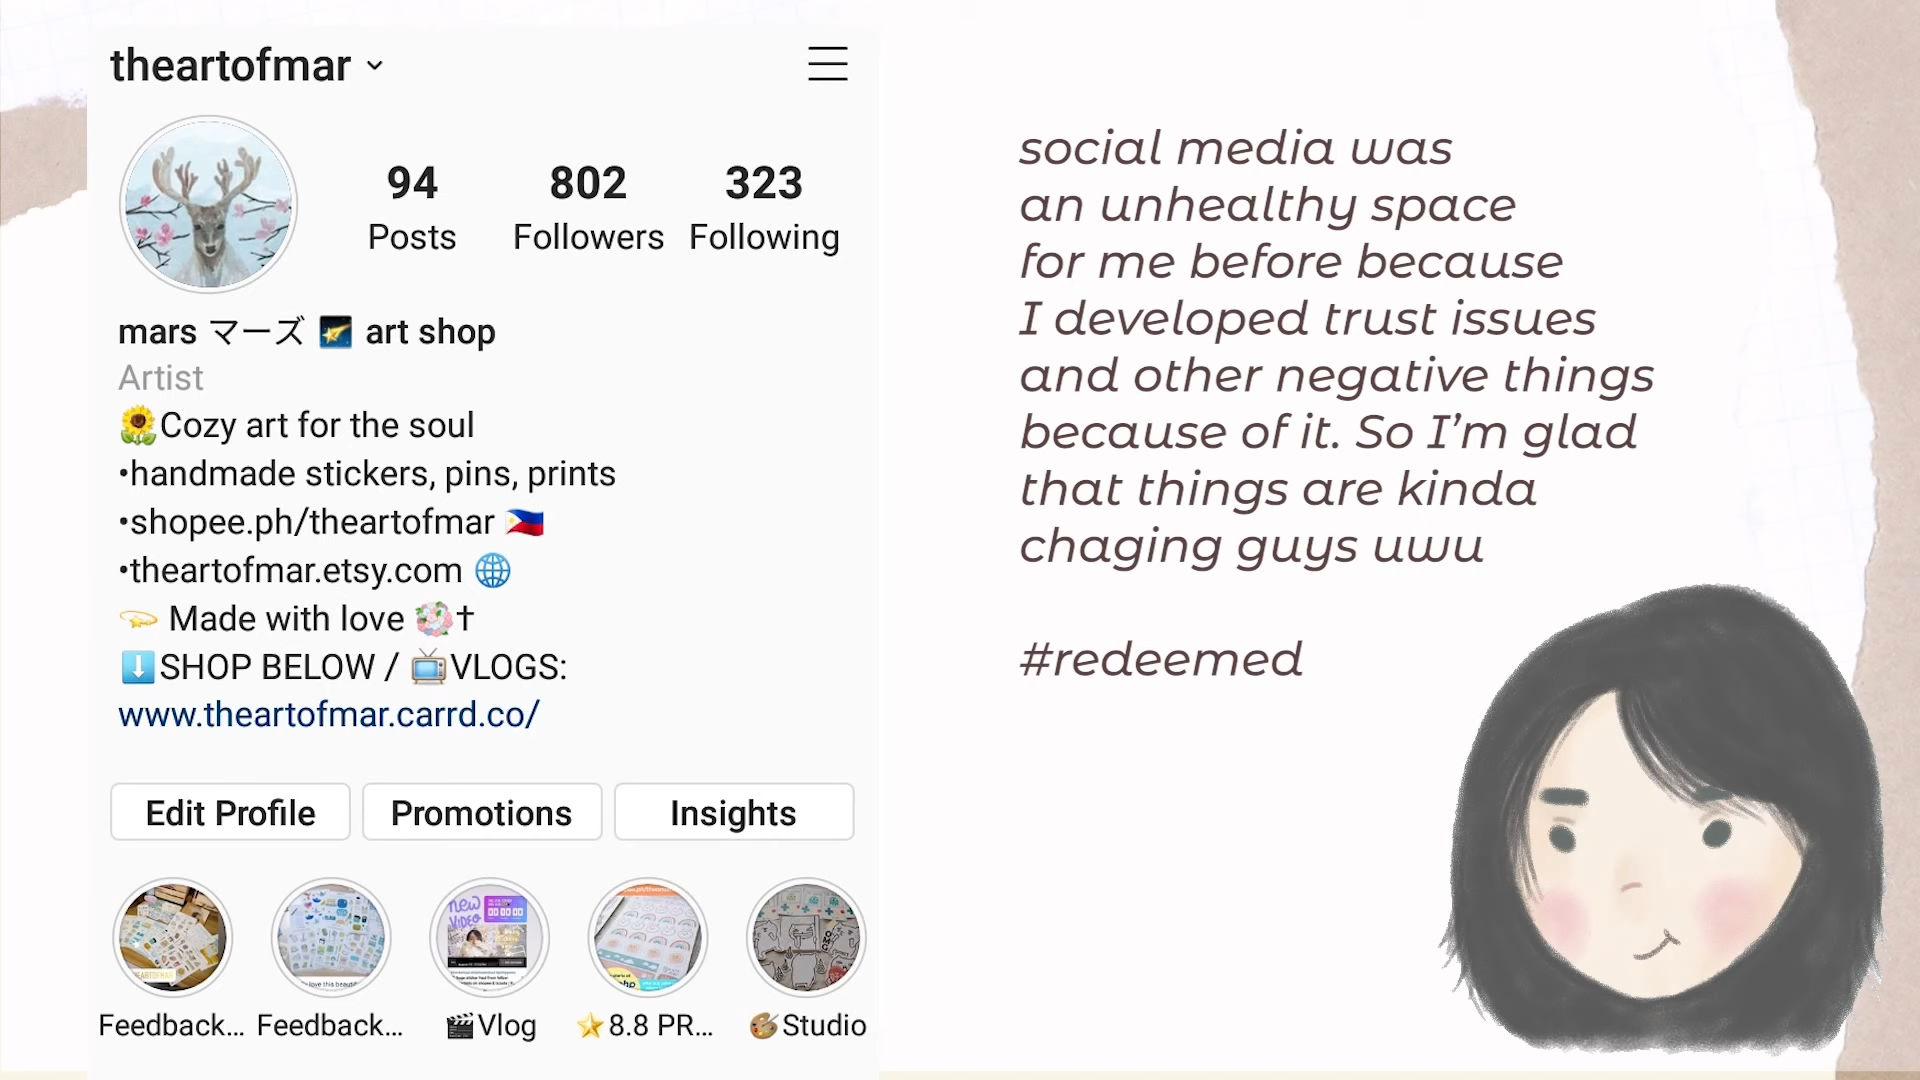 theartofmar
94 802 323
Posts Followers Following
mars マーズ 🌠 art shop
Artist
🌻Cozy art for the soul
•handmade stickers, pins, prints
•shopee.ph/theartofmar 🇵🇭
•theartofmar.etsy.com 🌐
💫 Made with love 💐†
⬇️SHOP BELOW / 📺VLOGS:
www.theartofmar.carrd.co/
Edit Profile Promotions Insights
new
VIDEO
Feedback... Feedback... 🎬Vlog ⭐8.8 PR... 🎨Studio
social media was
an unhealthy space
for me before because
I developed trust issues
and other negative things
because of it. So I’m glad
that things are kinda
chaging guys uwu
#redeemed